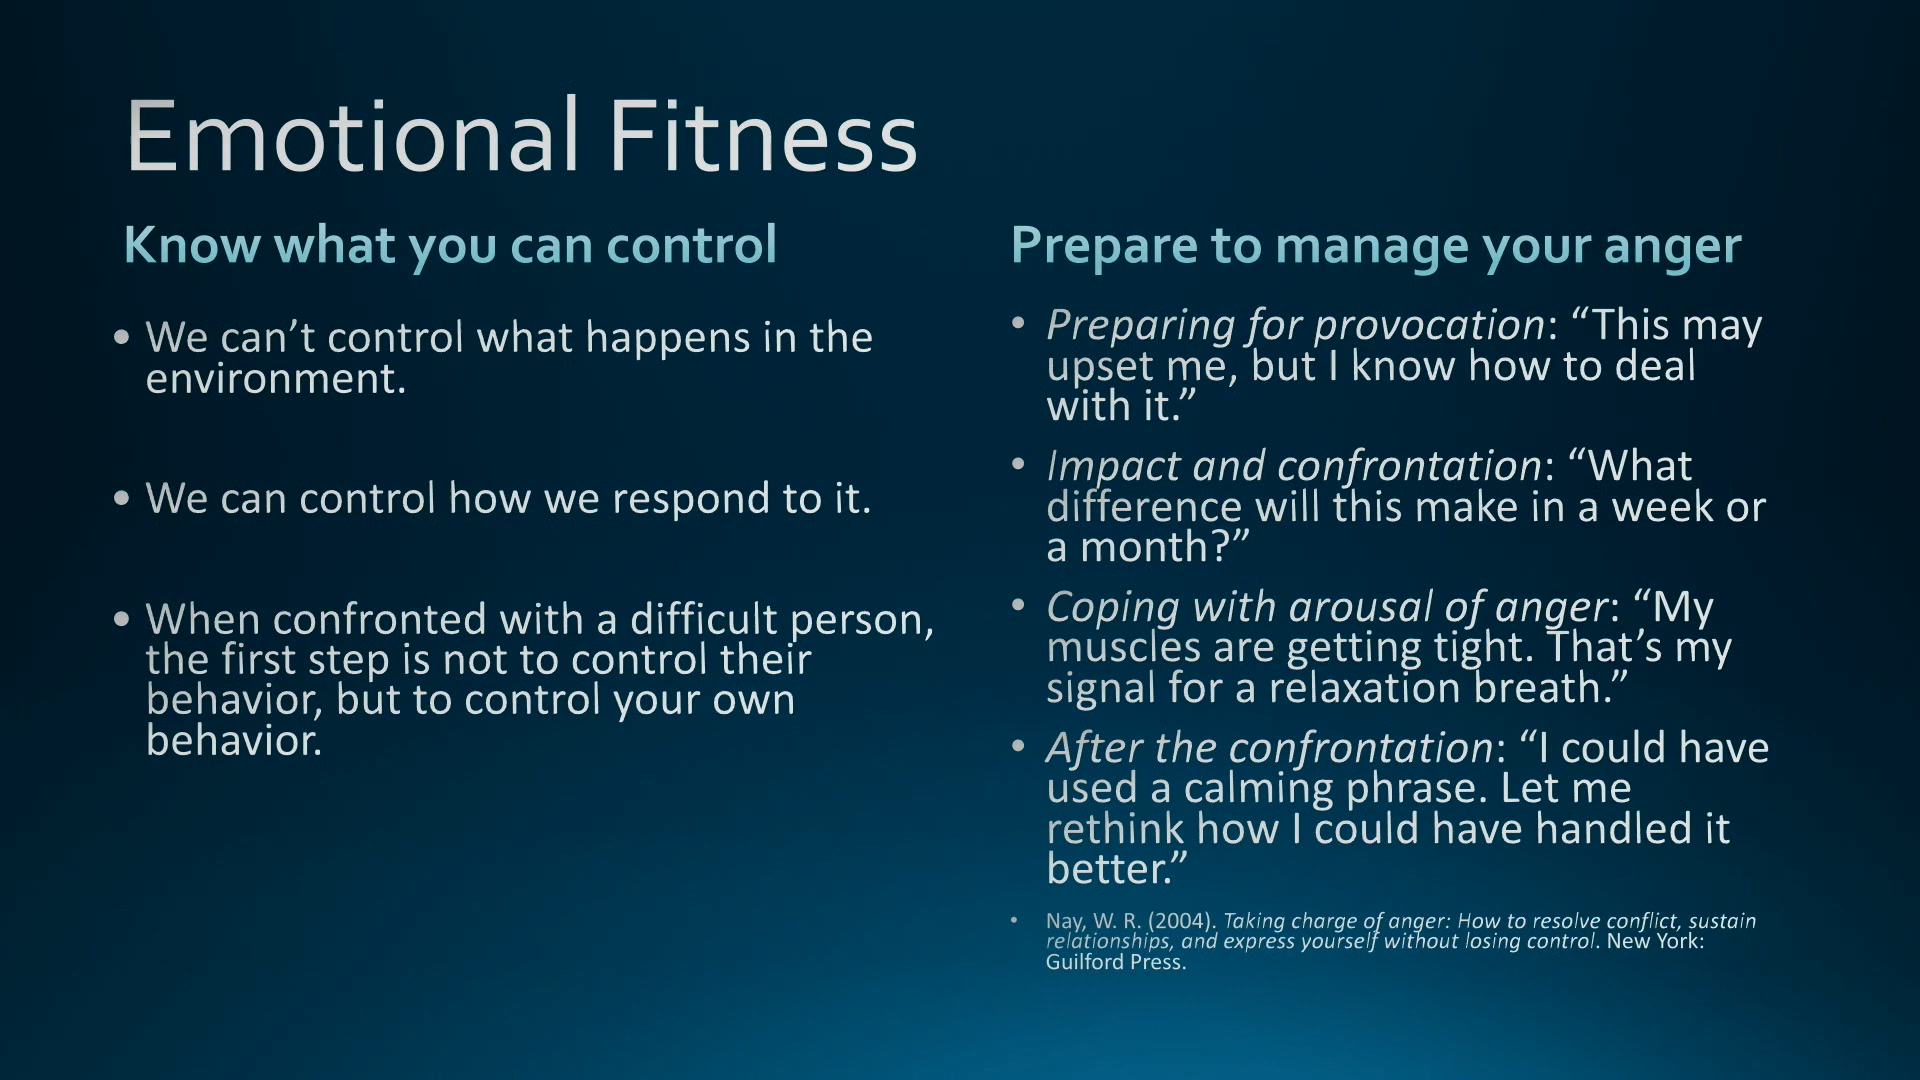 Emotional Fitness
Know what you can control
• We can’t control what happens in the
environment.
• We can control how we respond to it.
• When confronted with a difficult person,
the first step is not to control their
behavior, but to control your own
behavior.
Prepare to manage your anger
• Preparing for provocation: “This may
upset me, but I know how to deal
with it.”
• Impact and confrontation: “What
difference will this make in a week or
a month?”
• Coping with arousal of anger: “My
muscles are getting tight. That’s my
signal for a relaxation breath.”
• After the confrontation: “I could have
used a calming phrase. Let me
rethink how I could have handled it
better.”
• Nay, W. R. (2004). Taking charge of anger: How to resolve conflict, sustain
relationships, and express yourself without losing control. New York:
Guilford Press.